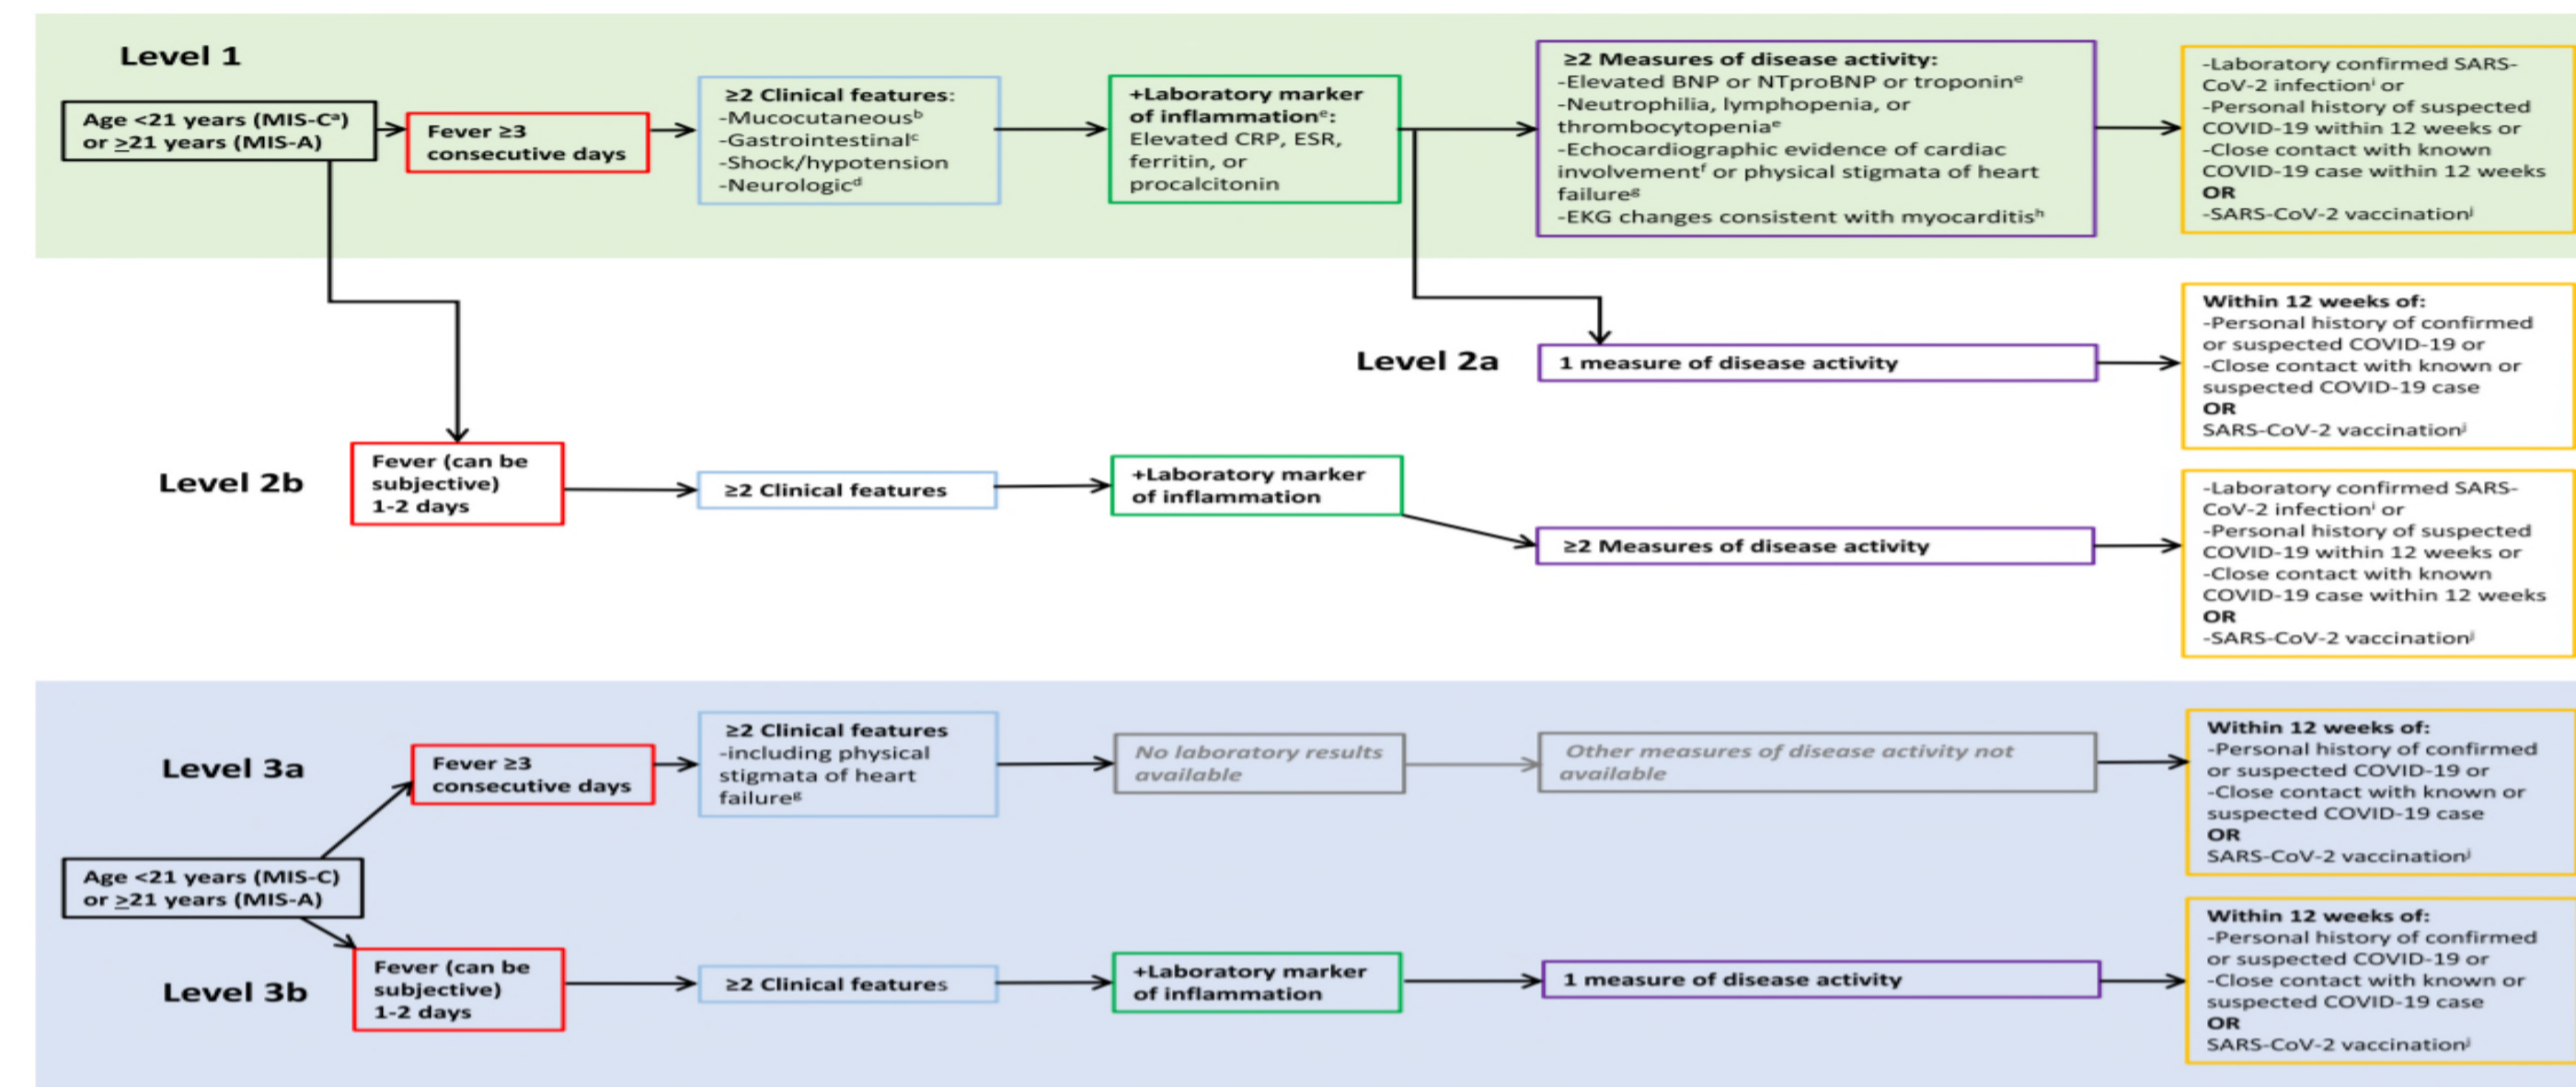 Level 1
Age <21 years (MIS-Cᵃ)
or ≥21 years (MIS-A)
Fever ≥3
consecutive days
≥2 Clinical features:
-Mucocutaneousᵇ
-Gastrointestinalᶜ
-Shock/hypotension
-Neurologicᵈ
+Laboratory marker
of inflammationᵉ:
Elevated CRP, ESR,
ferritin, or
procalcitonin
≥2 Measures of disease activity:
-Elevated BNP or NTproBNP or troponinᵉ
-Neutrophilia, lymphopenia, or
thrombocytopeniaᵉ
-Echocardiographic evidence of cardiac
involvementᶠ or physical stigmata of heart
failureᵍ
-EKG changes consistent with myocarditisʰ
-Laboratory confirmed SARS-
CoV-2 infectionⁱ or
-Personal history of suspected
COVID-19 within 12 weeks or
-Close contact with known
COVID-19 case within 12 weeks
OR
-SARS-CoV-2 vaccinationʲ
Level 2a
1 measure of disease activity
Within 12 weeks of:
-Personal history of confirmed
or suspected COVID-19 or
-Close contact with known or
suspected COVID-19 case
OR
SARS-CoV-2 vaccinationʲ
Level 2b
Fever (can be
subjective)
1-2 days
≥2 Clinical features
+Laboratory marker
of inflammation
≥2 Measures of disease activity
-Laboratory confirmed SARS-
CoV-2 infectionⁱ or
-Personal history of suspected
COVID-19 within 12 weeks or
-Close contact with known
COVID-19 case within 12 weeks
OR
-SARS-CoV-2 vaccinationʲ
Level 3a
Fever ≥3
consecutive days
≥2 Clinical features
-including physical
stigmata of heart
failureᵍ
No laboratory results
available
Other measures of disease activity not
available
Within 12 weeks of:
-Personal history of confirmed
or suspected COVID-19 or
-Close contact with known or
suspected COVID-19 case
OR
SARS-CoV-2 vaccinationʲ
Age <21 years (MIS-C)
or ≥21 years (MIS-A)
Level 3b
Fever (can be
subjective)
1-2 days
≥2 Clinical features
+Laboratory marker
of inflammation
1 measure of disease activity
Within 12 weeks of:
-Personal history of confirmed
or suspected COVID-19 or
-Close contact with known or
suspected COVID-19 case
OR
SARS-CoV-2 vaccinationʲ